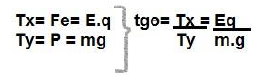 Tx= Fe= E.q } tgo= Tx = Eq
Ty= P = mg Ty m.g